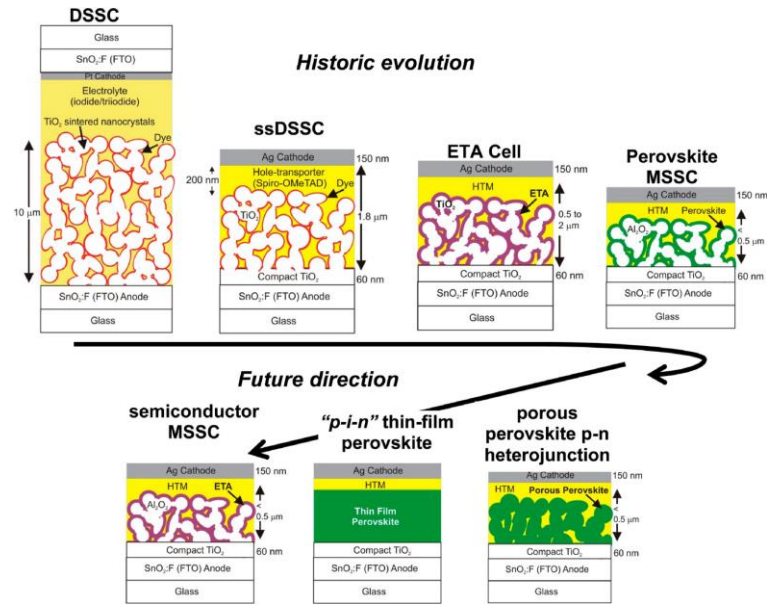 DSSC
Glass
SnO₂:F (FTO)
Pt Cathode
Electrolyte
(iodide/triiodide)
TiO₂ sintered nanocrystals
Dye
10 μm
SnO₂:F (FTO) Anode
Glass
Historic evolution
ssDSSC
Ag Cathode
150 nm
200 nm
Hole-transporter
(Spiro-OMeTAD)
Dye
TiO₂
1.8 μm
Compact TiO₂
60 nm
SnO₂:F (FTO) Anode
Glass
ETA Cell
Ag Cathode
150 nm
HTM
ETA
TiO₂
0.5 to
2 μm
Compact TiO₂
60 nm
SnO₂:F (FTO) Anode
Glass
Perovskite
MSSC
Ag Cathode
150 nm
HTM
Perovskite
Al₂O₂
<
0.5 μm
Compact TiO₂
60 nm
SnO₂:F (FTO) Anode
Glass
Future direction
semiconductor
MSSC
Ag Cathode
150 nm
HTM
ETA
Al₂O₂
<
0.5 μm
Compact TiO₂
60 nm
SnO₂:F (FTO) Anode
Glass
“p-i-n” thin-film
perovskite
Ag Cathode
HTM
Thin Film
Perovskite
Compact TiO₂
SnO₂:F (FTO) Anode
Glass
porous
perovskite p-n
heterojunction
Ag Cathode
150 nm
HTM
Porous Perovskite
<
0.5 μm
Compact TiO₂
60 nm
SnO₂:F (FTO) Anode
Glass